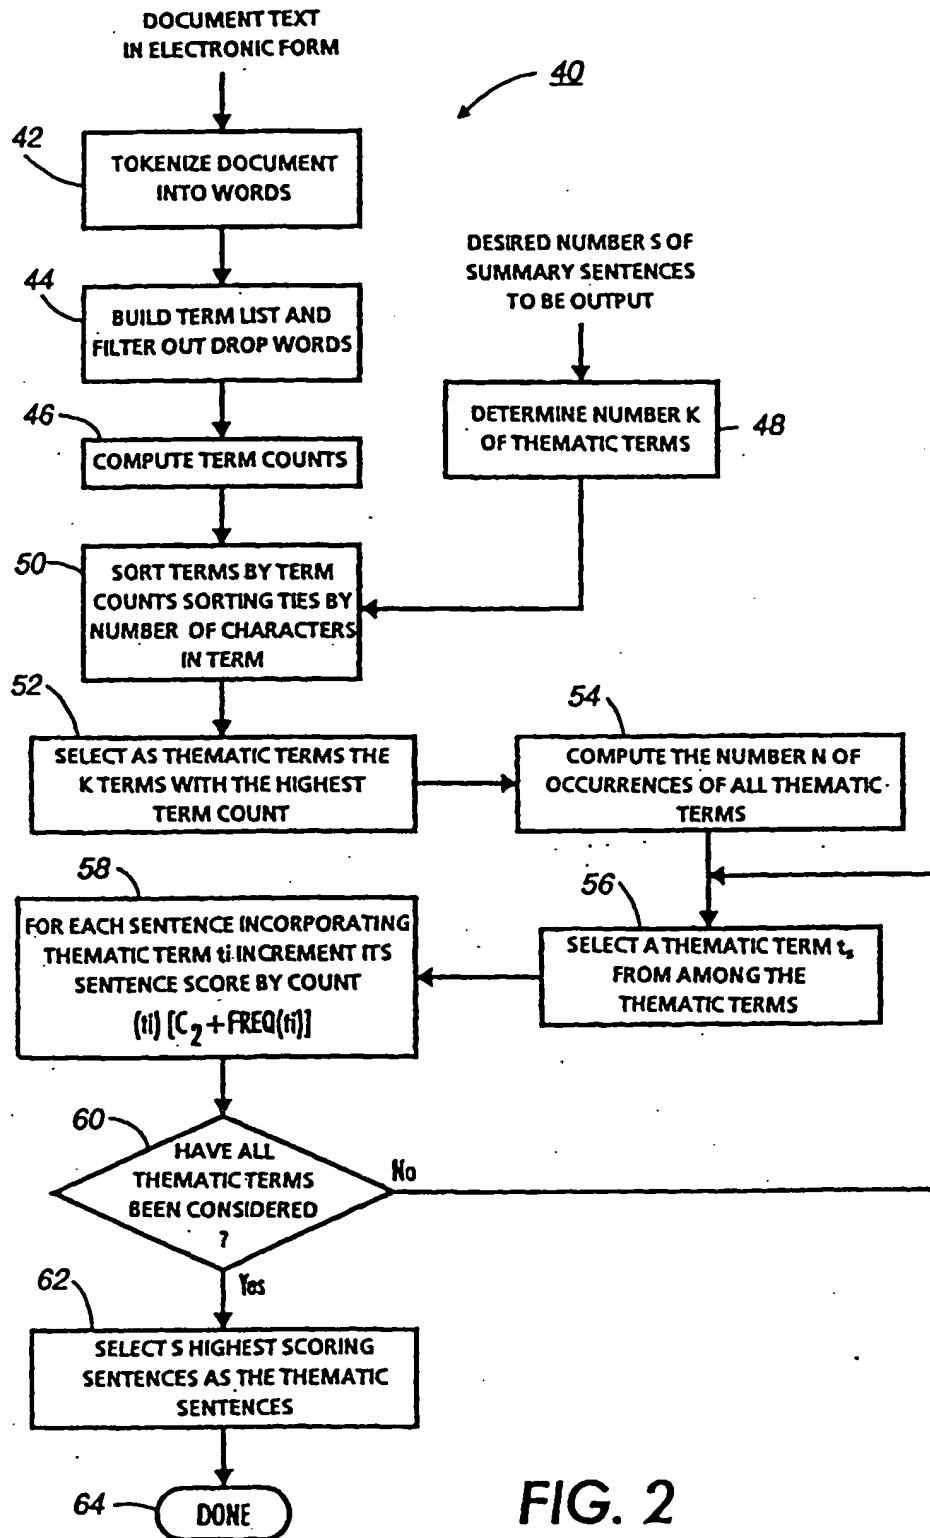 DOCUMENT TEXT
IN ELECTRONIC FORM
40
42
TOKENIZE DOCUMENT
INTO WORDS
44
BUILD TERM LIST AND
FILTER OUT DROP WORDS
DESIRED NUMBER S OF
SUMMARY SENTENCES
TO BE OUTPUT
46
COMPUTE TERM COUNTS
DETERMINE NUMBER K
OF THEMATIC TERMS
48
50
SORT TERMS BY TERM
COUNTS SORTING TIES BY
NUMBER OF CHARACTERS
IN TERM
52
SELECT AS THEMATIC TERMS THE
K TERMS WITH THE HIGHEST
TERM COUNT
54
COMPUTE THE NUMBER N OF
OCCURRENCES OF ALL THEMATIC
TERMS
56
SELECT A THEMATIC TERM ts
FROM AMONG THE
THEMATIC TERMS
58
FOR EACH SENTENCE INCORPORATING
THEMATIC TERM ti INCREMENT ITS
SENTENCE SCORE BY COUNT
(ti) [C2+FREQ(ti)]
60
HAVE ALL
THEMATIC TERMS
BEEN CONSIDERED
?
No
Yes
62
SELECT S HIGHEST SCORING
SENTENCES AS THE THEMATIC
SENTENCES
64
DONE
FIG. 2